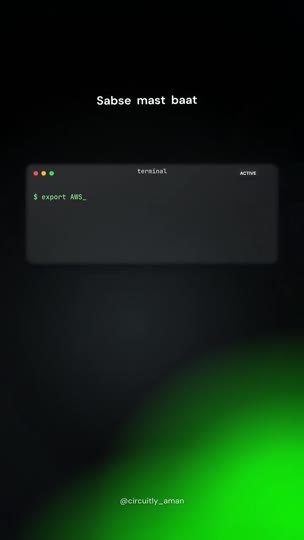 Sabse mast baat
terminal
ACTIVE
$ export AWS_
@circuitly_aman